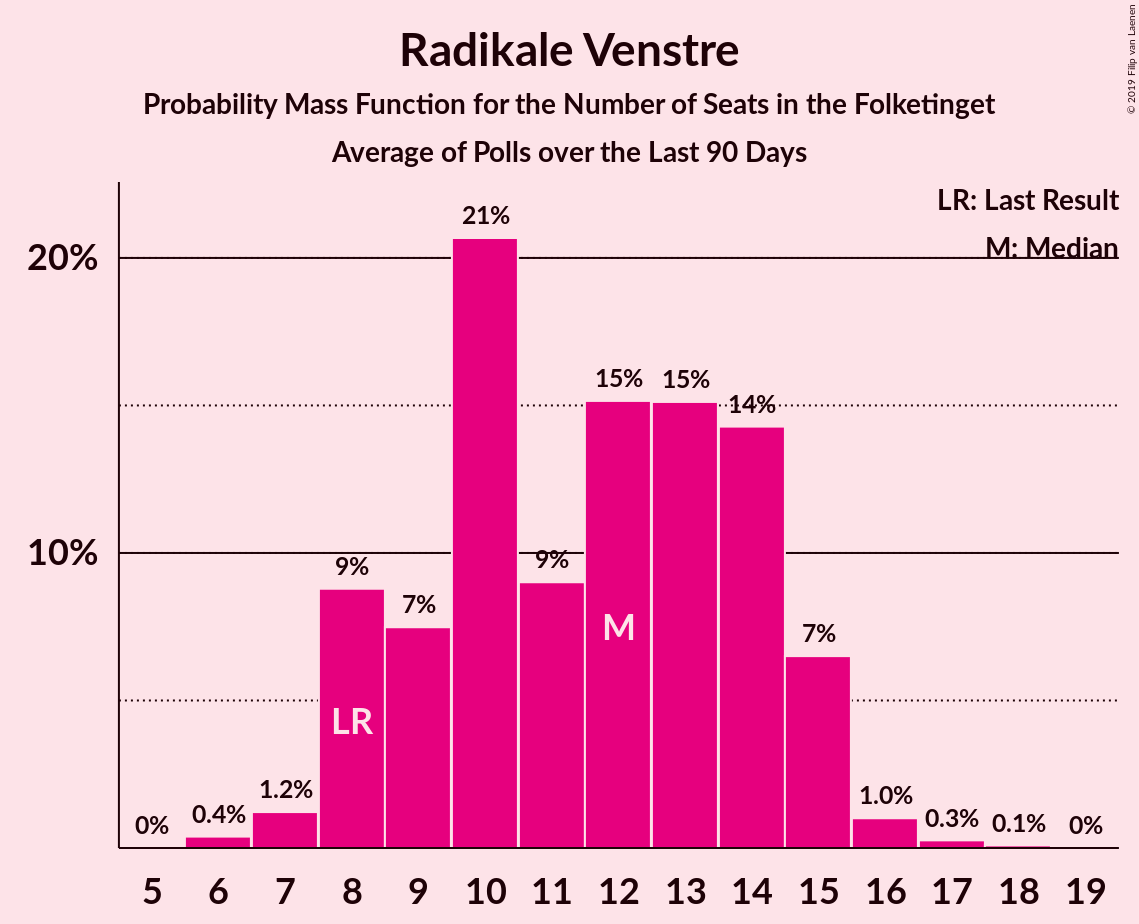 Radikale Venstre
Probability Mass Function for the Number of Seats in the Folketinget
Average of Polls over the Last 90 Days
© 2019 Filip van Laenen
LR: Last Result
M: Median
20%
10%
0%
0.4%
1.2%
9%
7%
21%
9%
15%
15%
14%
7%
1.0%
0.3%
0.1%
0%
LR
M
5 6 7 8 9 10 11 12 13 14 15 16 17 18 19